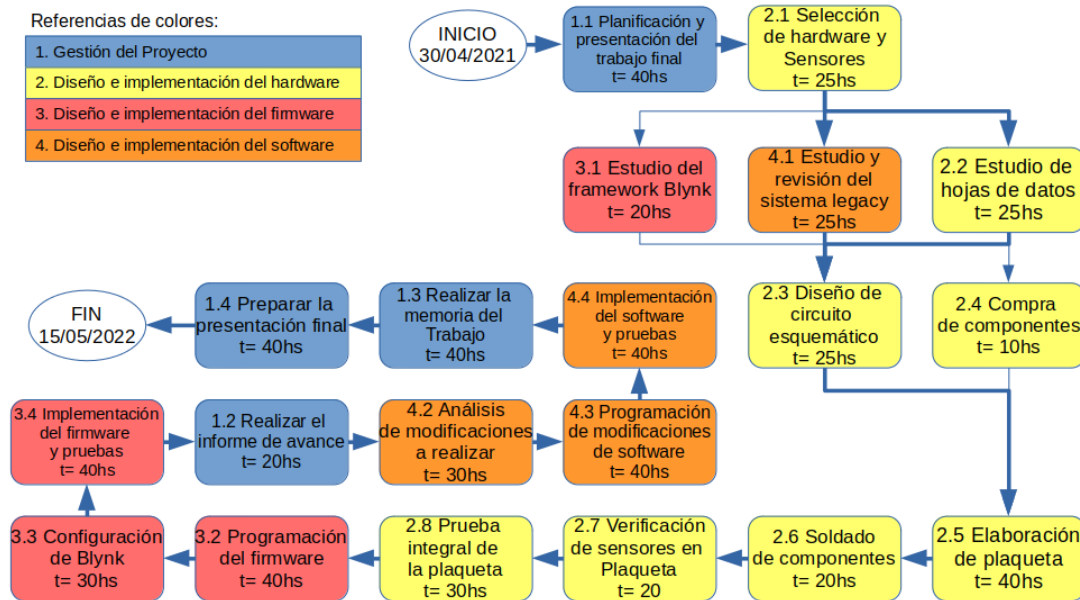 Referencias de colores:
1. Gestión del Proyecto
2. Diseño e implementación del hardware
3. Diseño e implementación del firmware
4. Diseño e implementación del software
INICIO
30/04/2021
1.1 Planificación y
presentación del
trabajo final
t= 40hs
2.1 Selección
de hardware y
Sensores
t= 25hs
3.1 Estudio del
framework Blynk
t= 20hs
4.1 Estudio y
revisión del
sistema legacy
t= 25hs
2.2 Estudio de
hojas de datos
t= 25hs
FIN
15/05/2022
1.4 Preparar la
presentación final
t= 40hs
1.3 Realizar la
memoria del
Trabajo
t= 40hs
4.4 Implementación
del software
y pruebas
t= 40hs
2.3 Diseño de
circuito
esquemático
t= 25hs
2.4 Compra
de componentes
t= 10hs
3.4 Implementación
del firmware
y pruebas
t= 40hs
1.2 Realizar el
informe de avance
t= 20hs
4.2 Análisis
de modificaciones
a realizar
t= 30hs
4.3 Programación
de modificaciones
de software
t= 40hs
3.3 Configuración
de Blynk
t= 30hs
3.2 Programación
del firmware
t= 40hs
2.8 Prueba
integral de
la plaqueta
t= 30hs
2.7 Verificación
de sensores en
Plaqueta
t= 20
2.6 Soldado
de componentes
t= 20hs
2.5 Elaboración
de plaqueta
t= 40hs